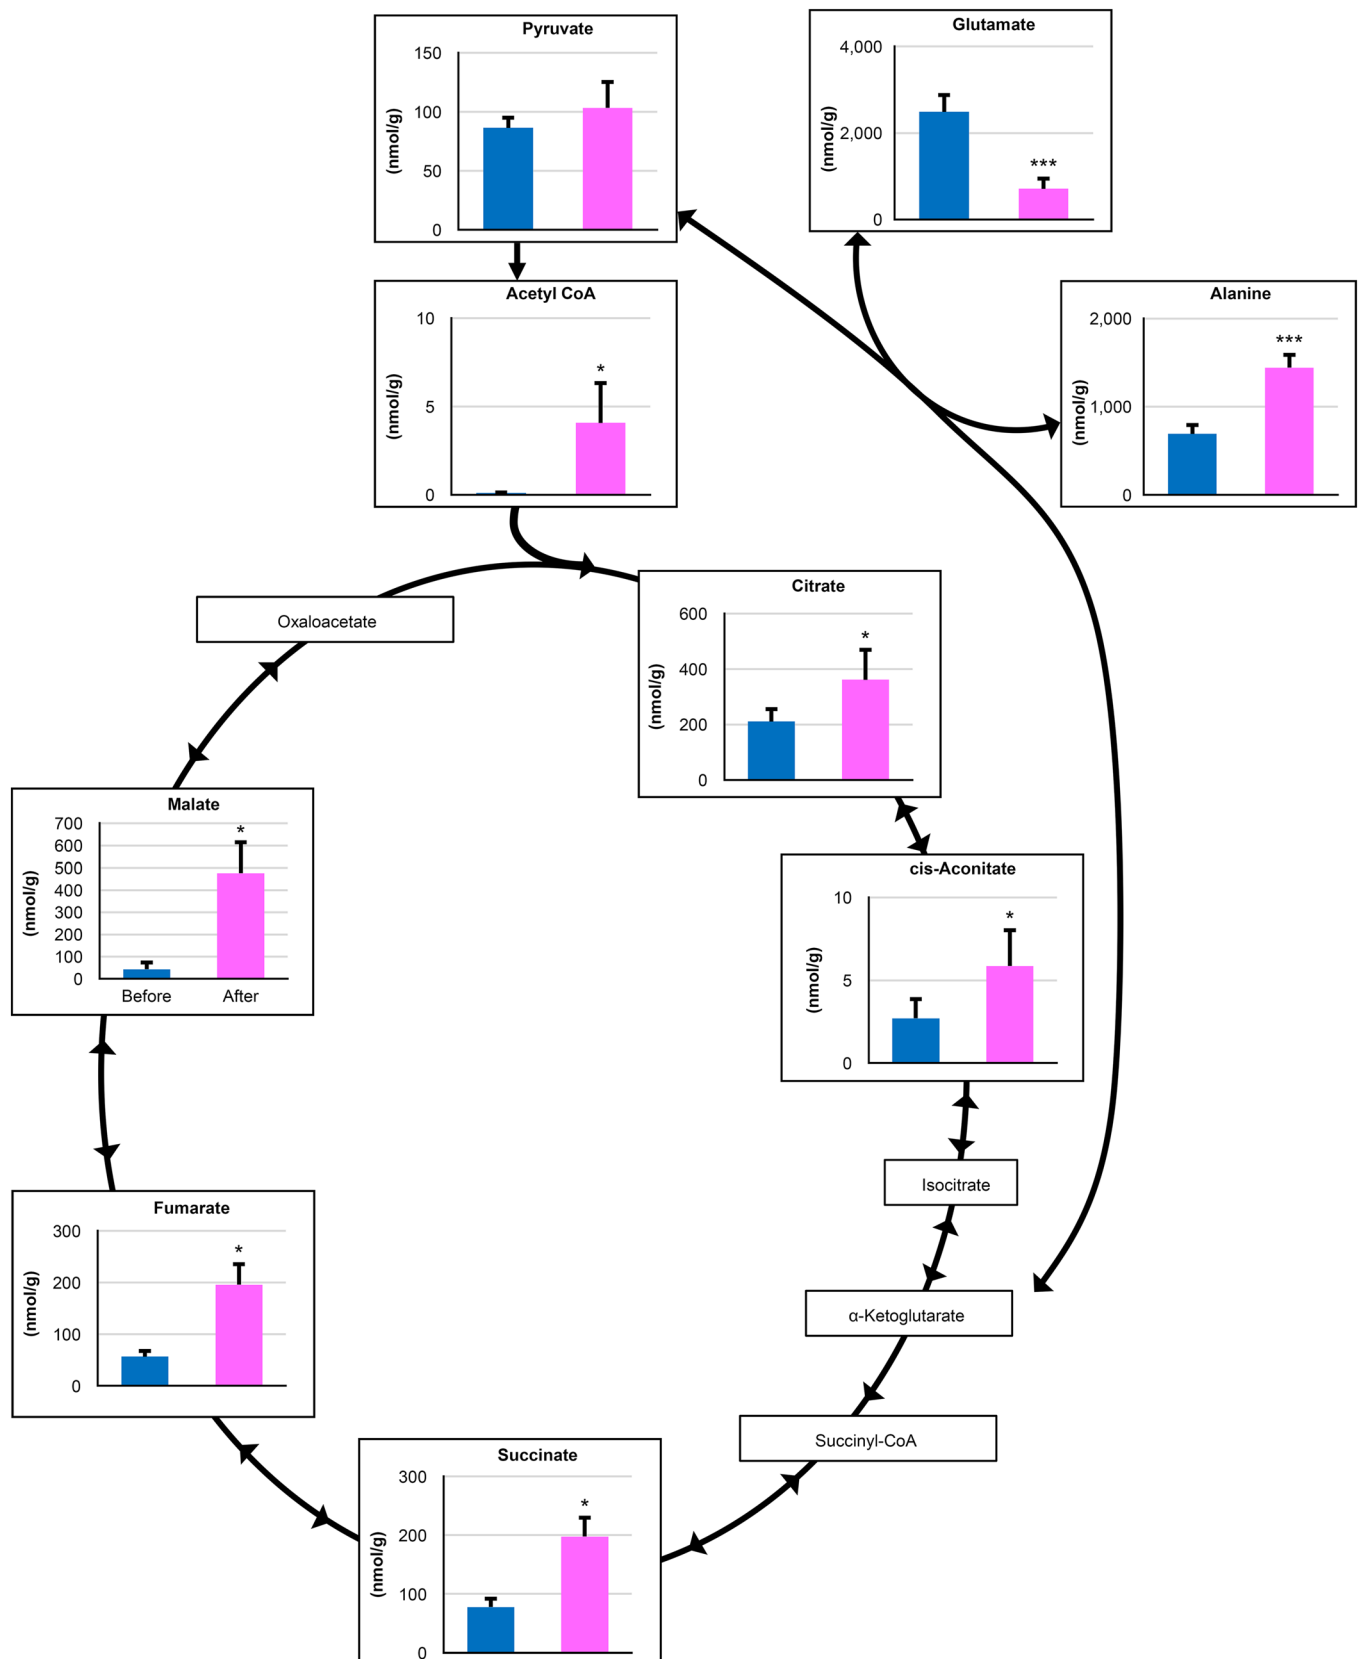 Pyruvate
150
100
50
0
(nmol/g)
Glutamate
4,000
2,000
0
(nmol/g)
***
Acetyl CoA
10
5
0
(nmol/g)
*
Alanine
2,000
1,000
0
(nmol/g)
***
Citrate
600
400
200
0
(nmol/g)
*
Oxaloacetate
Malate
700
600
500
400
300
200
100
0
(nmol/g)
*
Before After
cis-Aconitate
10
5
0
(nmol/g)
*
Isocitrate
Fumarate
300
200
100
0
(nmol/g)
*
α-Ketoglutarate
Succinyl-CoA
Succinate
300
200
100
0
(nmol/g)
*